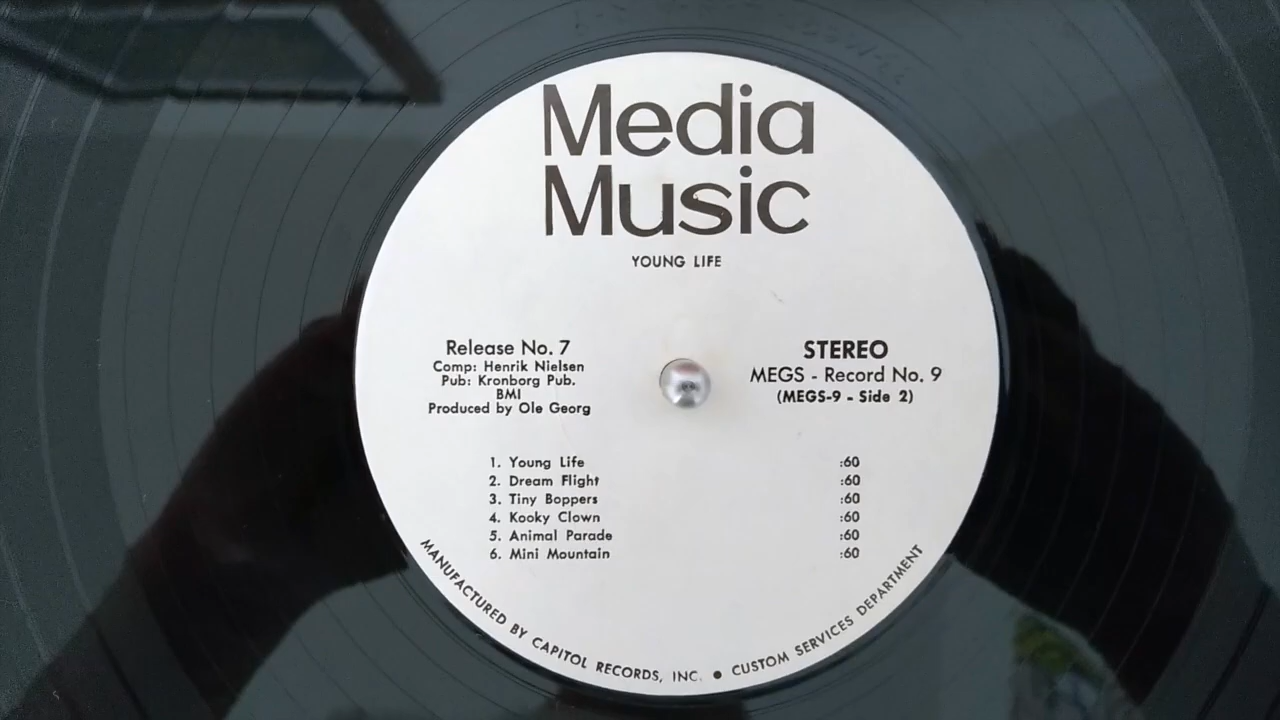 Media
Music
YOUNG LIFE
Release No. 7
Comp: Henrik Nielsen
Pub: Kronborg Pub.
BMI
Produced by Ole Georg
STEREO
MEGS - Record No. 9
(MEGS-9 - Side 2)
1. Young Life :60
2. Dream Flight :60
3. Tiny Boppers :60
4. Kooky Clown :60
5. Animal Parade :60
6. Mini Mountain :60
MANUFACTURED BY CAPITOL RECORDS, INC. • CUSTOM SERVICES DEPARTMENT